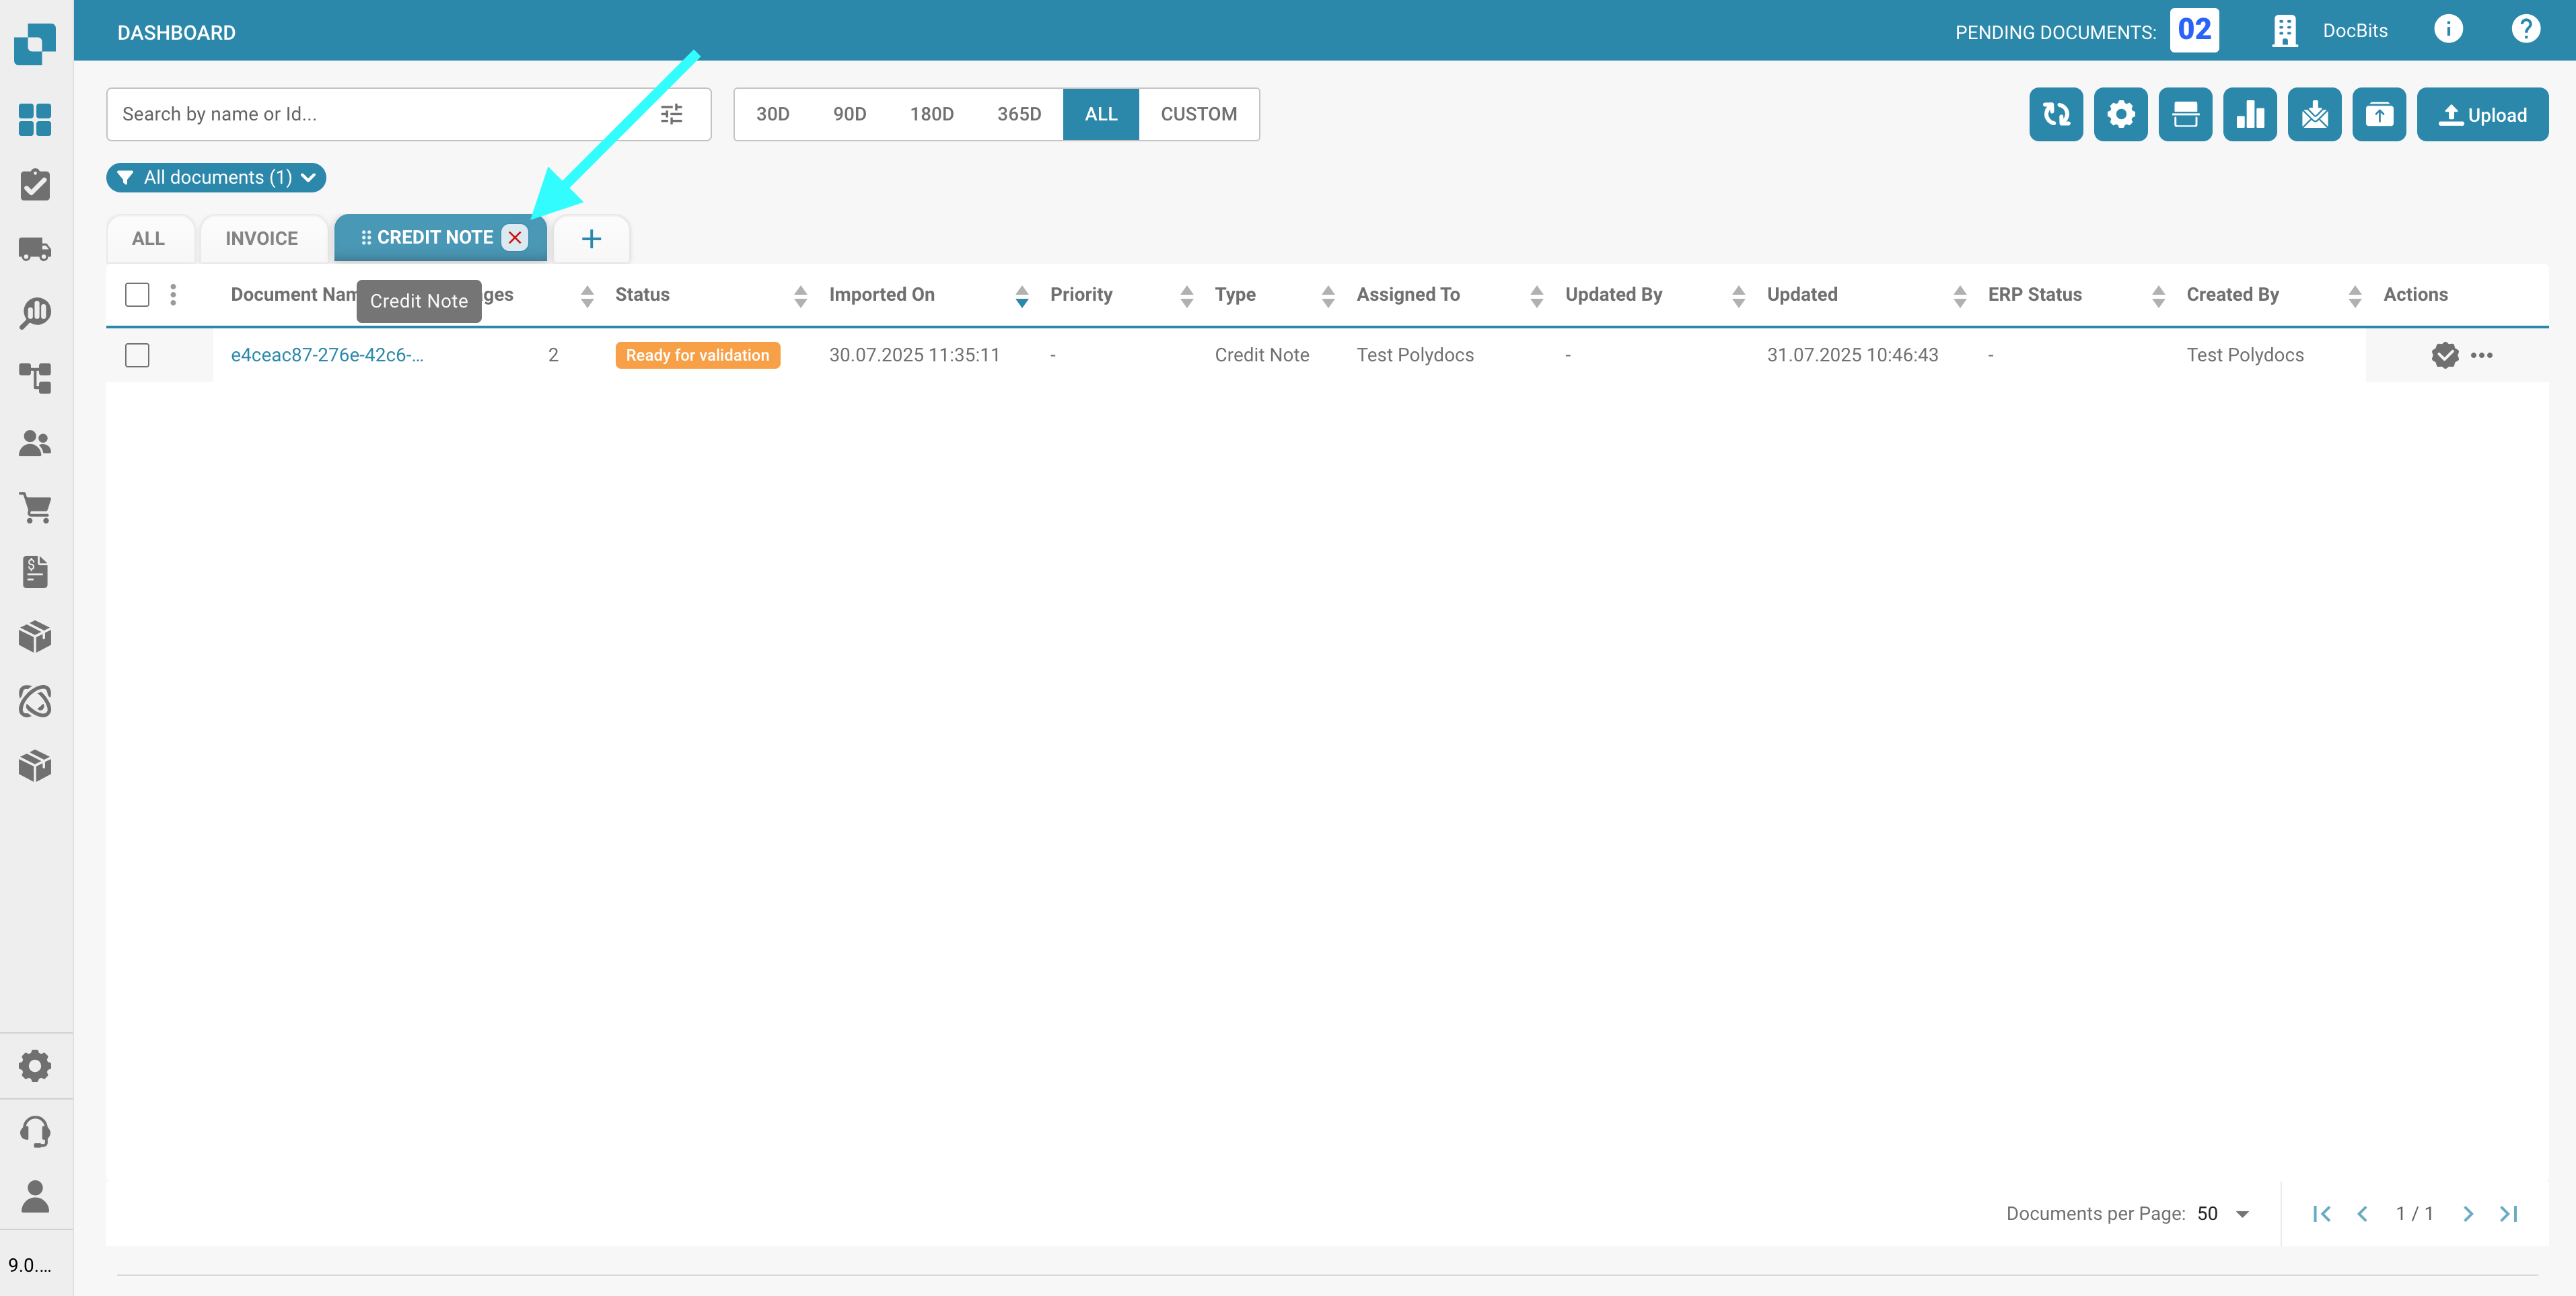 DASHBOARD
PENDING DOCUMENTS: 02
DocBits
Search by name or Id...
30D 90D 180D 365D ALL CUSTOM
Upload
All documents (1)
ALL INVOICE CREDIT NOTE +
Status Imported On Priority Type Assigned To Updated By Updated ERP Status Created By Actions
Document
Credit Note
e4ceac87-276e-42c6-... 2 Ready for validation 30.07.2025 11:35:11 - Credit Note Test Polydocs - 31.07.2025 10:46:43 - Test Polydocs
Documents per Page: 50 1 / 1
9.0....